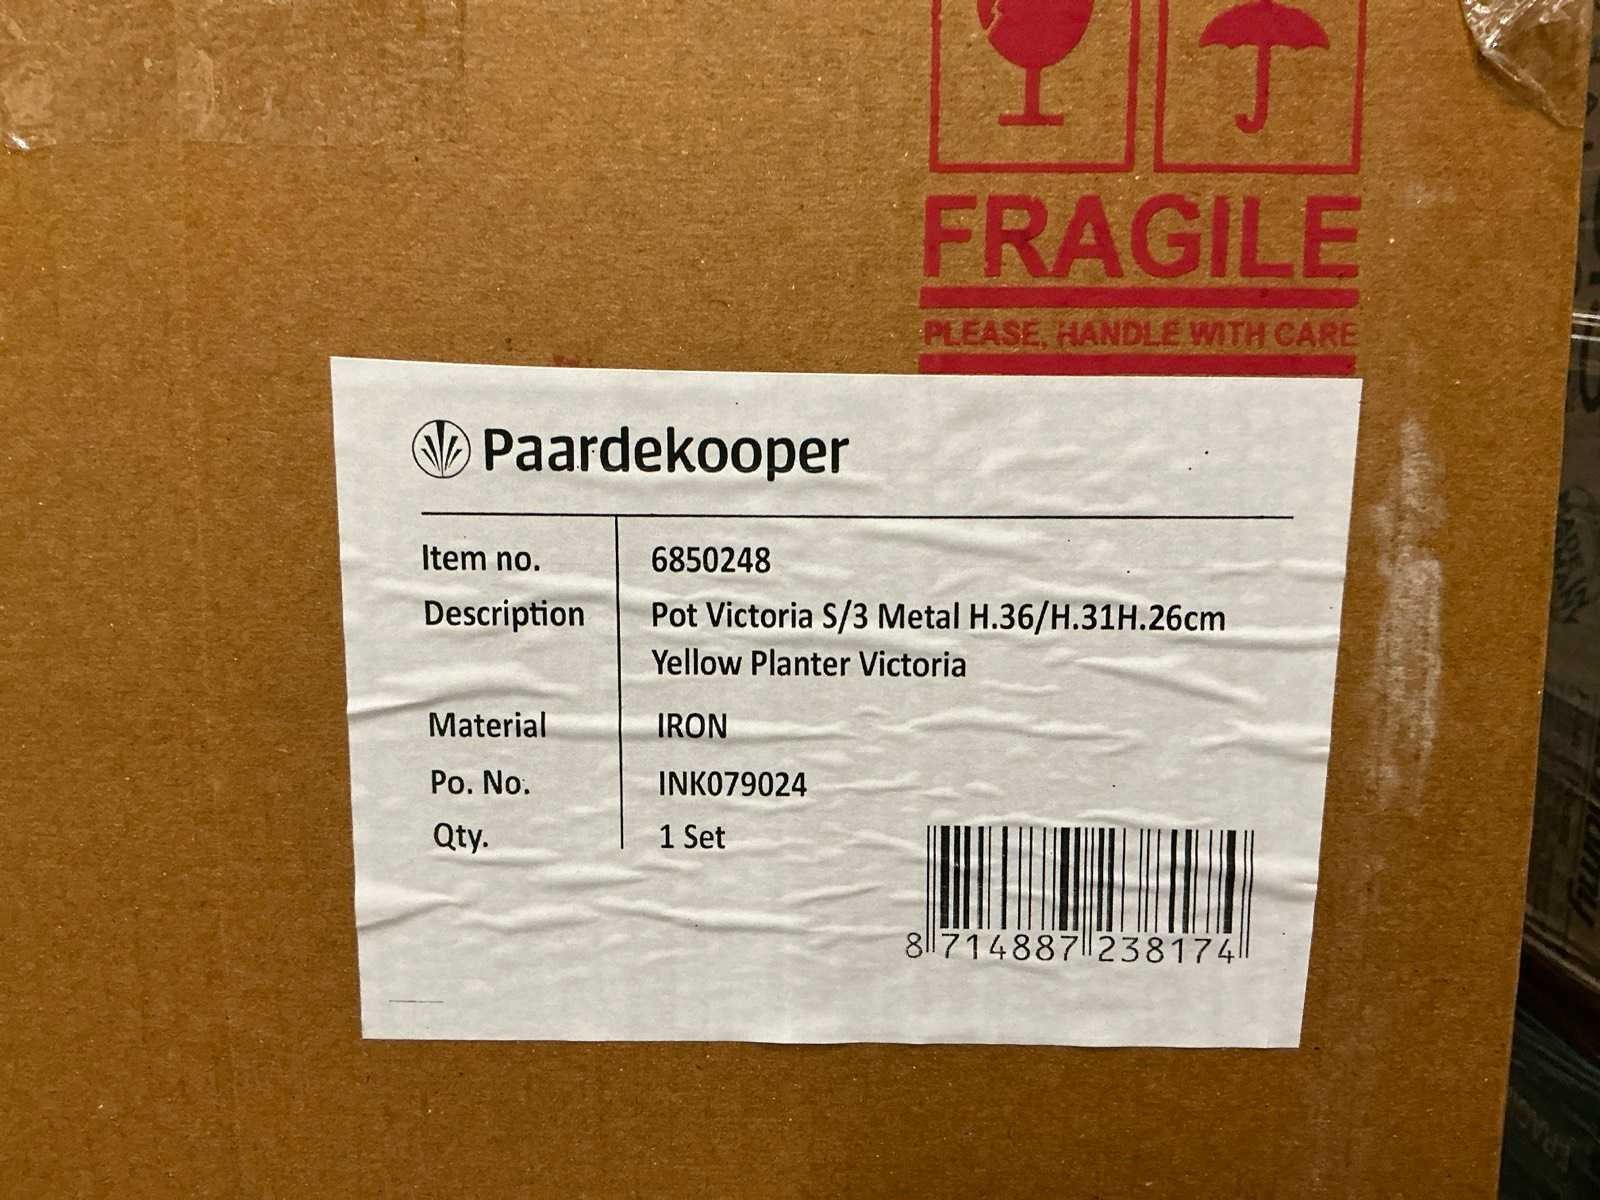 FRAGILE
PLEASE, HANDLE WITH CARE
Paardekooper
Item no. 6850248
Description Pot Victoria S/3 Metal H.36/H.31H.26cm
Yellow Planter Victoria
Material IRON
Po. No. INK079024
Qty. 1 Set
8 714887 238174